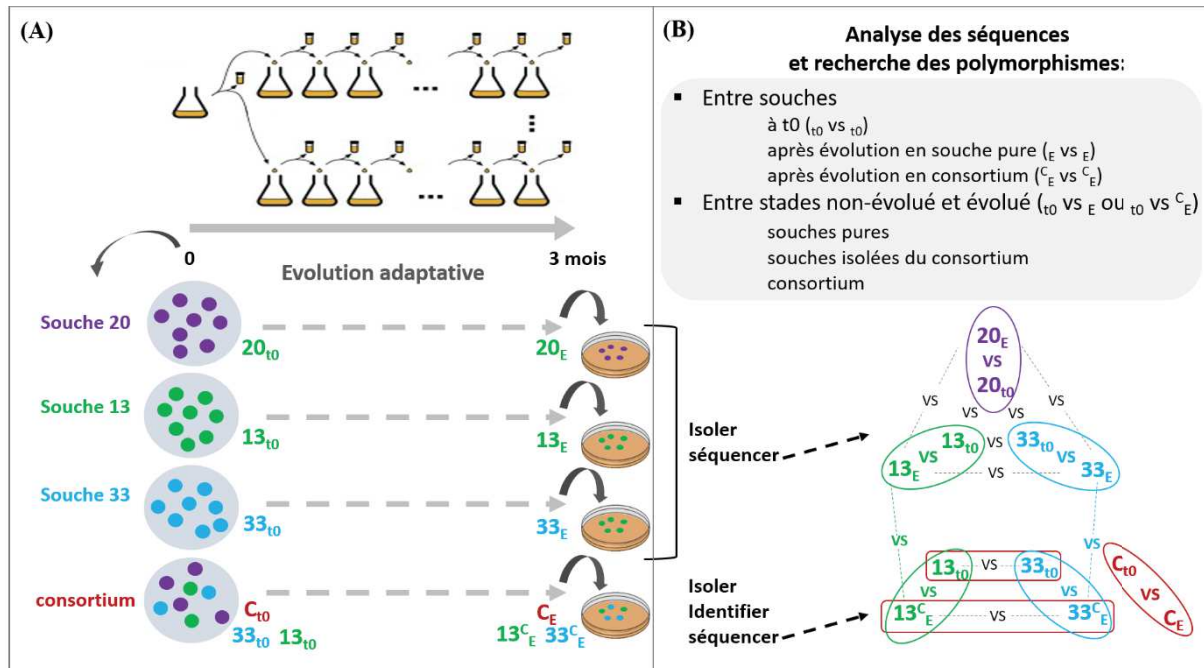 (A)
...
...
0
Evolution adaptative
3 mois
Souche 20
20t0
20E
Souche 13
13t0
13E
Souche 33
33t0
33E
consortium
Ct0
33t0 13t0
CE
13CE 33CE
Isoler
séquencer
Isoler
Identifier
séquencer
(B)
Analyse des séquences
et recherche des polymorphismes:
▪ Entre souches
à t0 (t0 vs t0)
après évolution en souche pure (E vs E)
après évolution en consortium (CE vs CE)
▪ Entre stades non-évolué et évolué (t0 vs E ou t0 vs CE)
souches pures
souches isolées du consortium
consortium
20E
VS
20t0
VS VS VS VS
13E VS 13t0 VS 33t0 VS 33E
VS
VS VS
13t0 VS 33t0
VS VS
13CE VS 33CE
Ct0
VS
CE